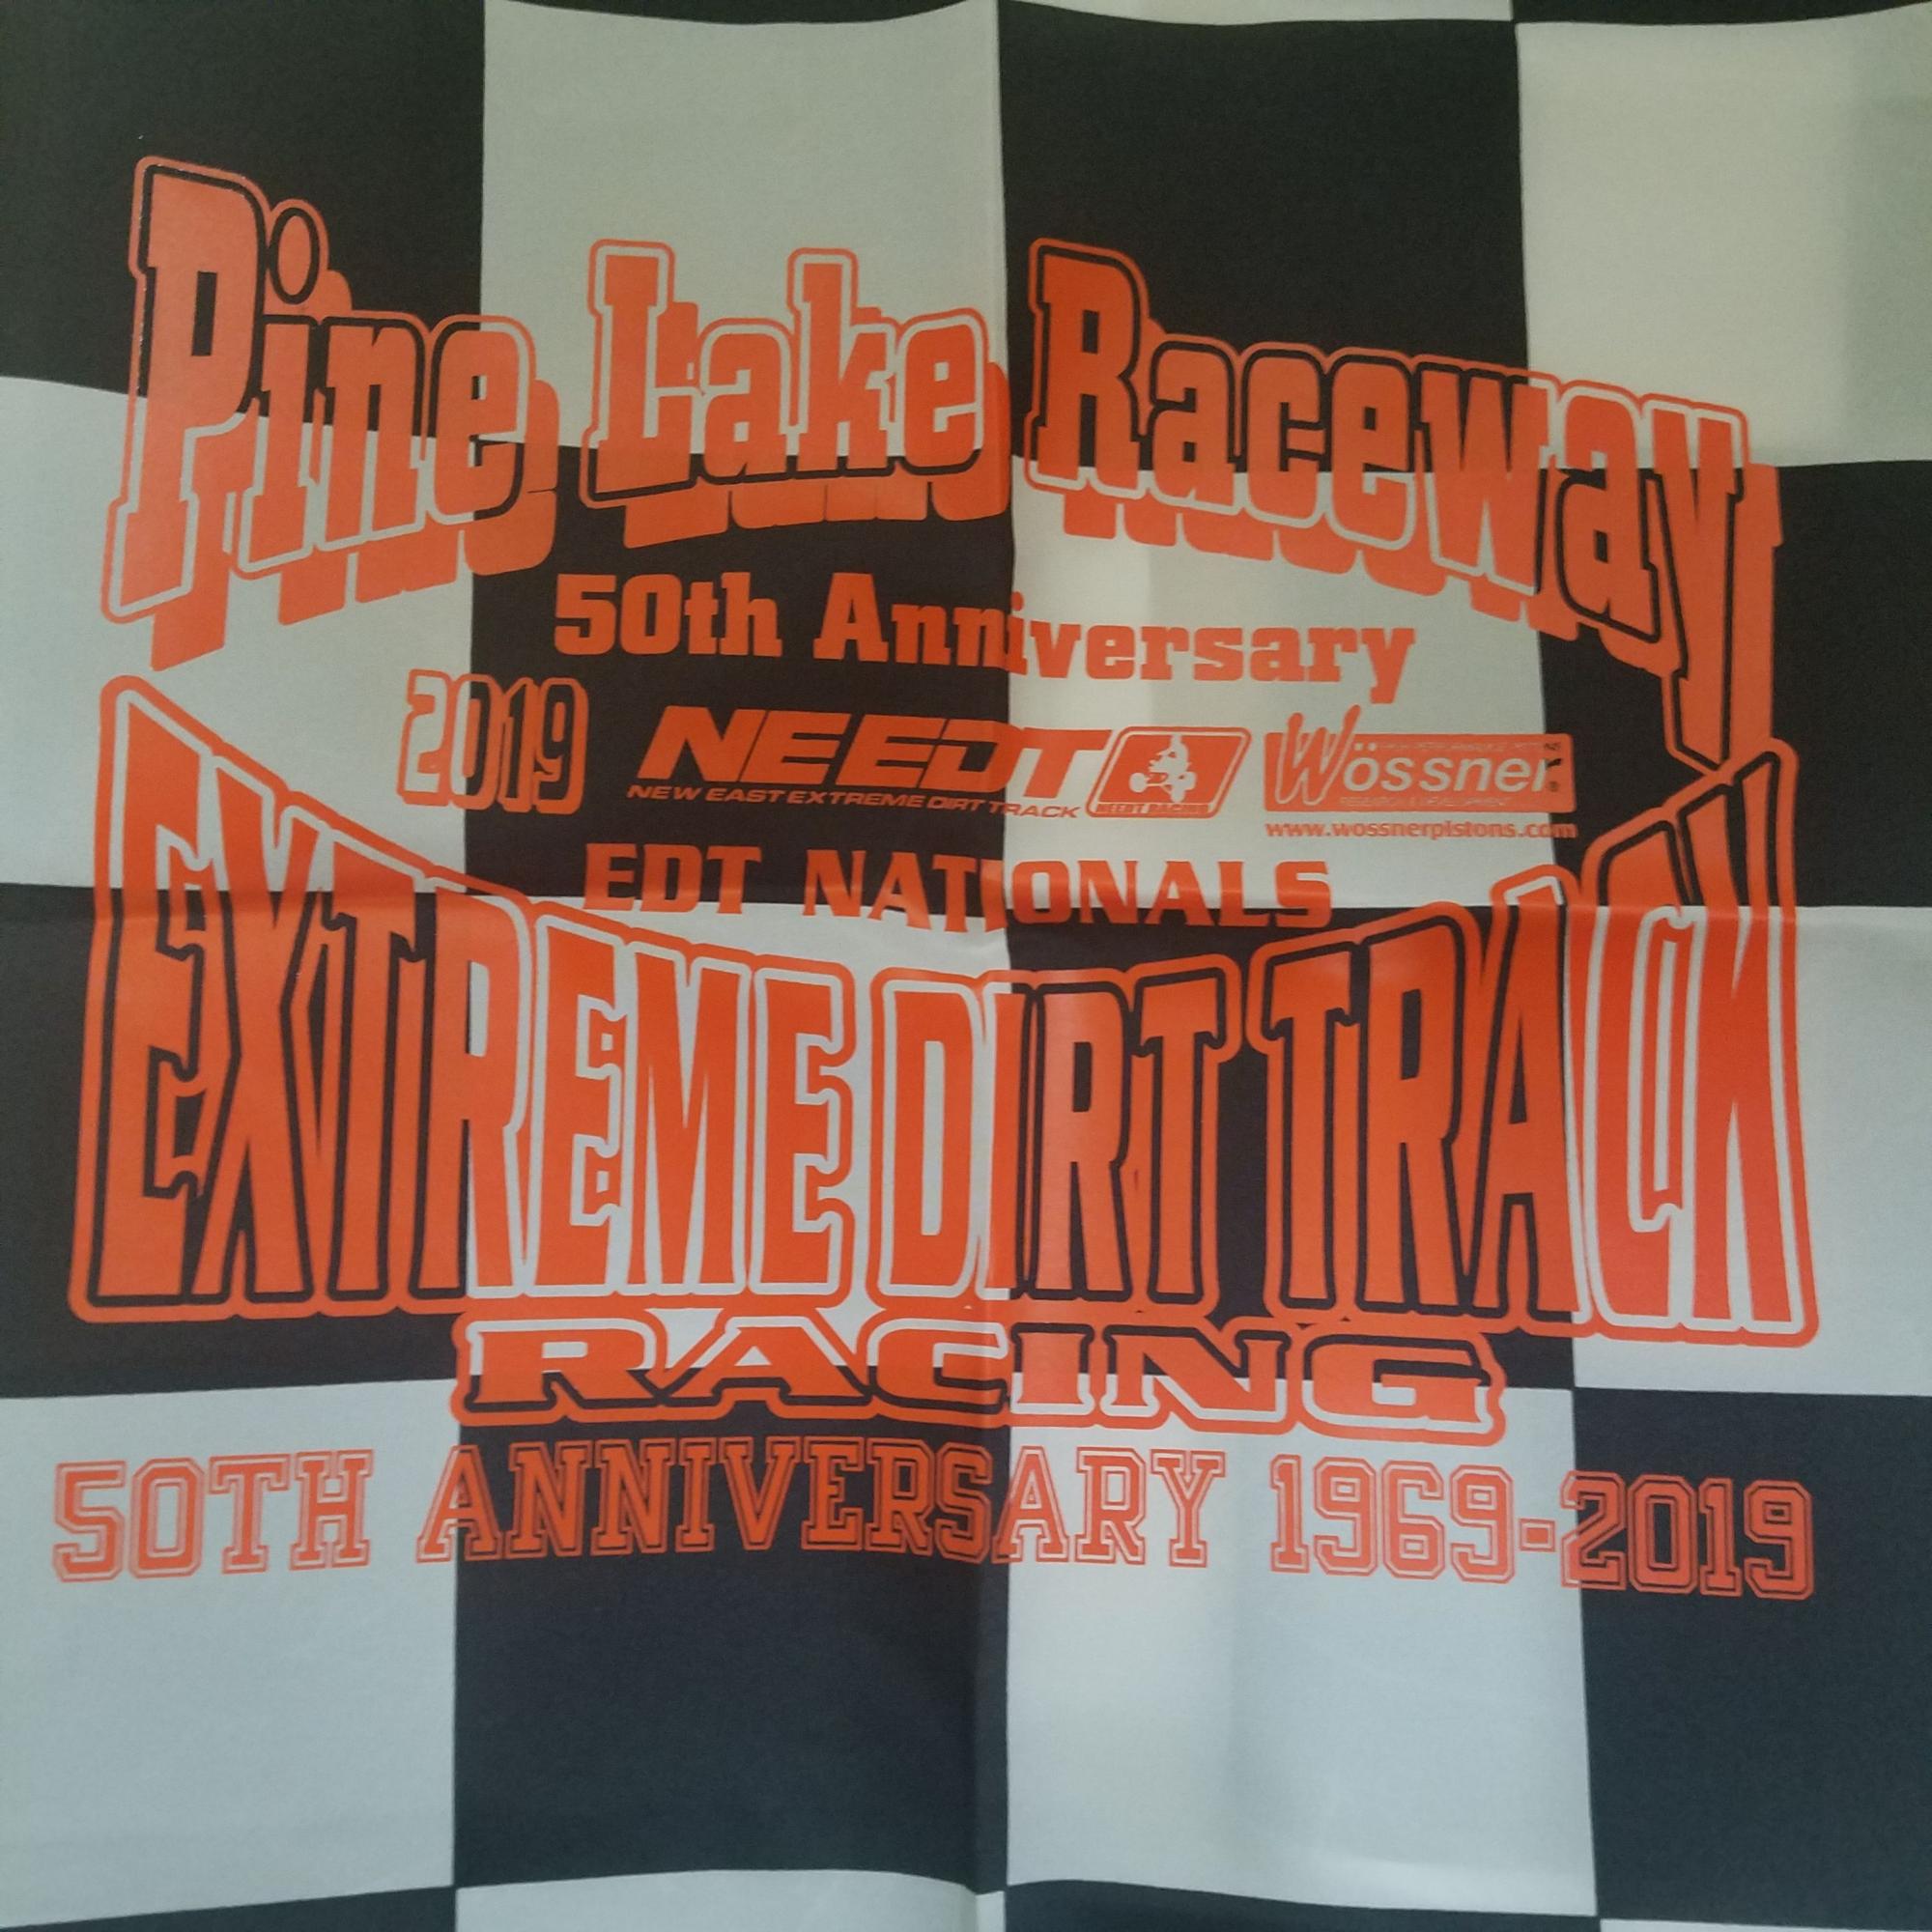 Pine Lake Raceway
50th Anniversary
2019 NEEDT Wössner
NEW EAST EXTREME DIRT TRACK NEEDT RACING
www.wossnerpistons.com
EDT NATIONALS
EXTREME DIRT TRACK
RACING
50TH ANNIVERSARY 1969-2019